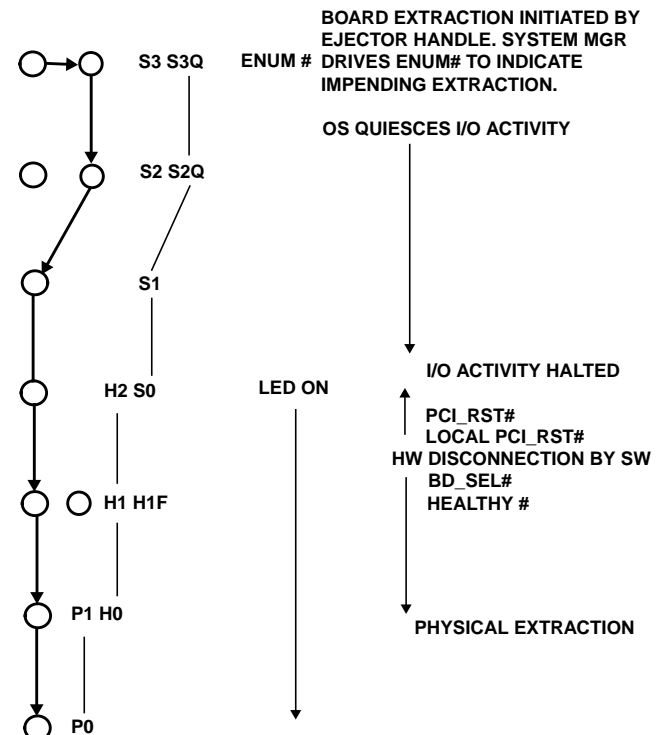 BOARD EXTRACTION INITIATED BY
EJECTOR HANDLE. SYSTEM MGR
S3 S3Q ENUM # DRIVES ENUM# TO INDICATE
IMPENDING EXTRACTION.
OS QUIESCES I/O ACTIVITY
S2 S2Q
S1
I/O ACTIVITY HALTED
H2 S0 LED ON
PCI_RST#
LOCAL PCI_RST#
HW DISCONNECTION BY SW
BD_SEL#
H1 H1F HEALTHY #
P1 H0
PHYSICAL EXTRACTION
P0